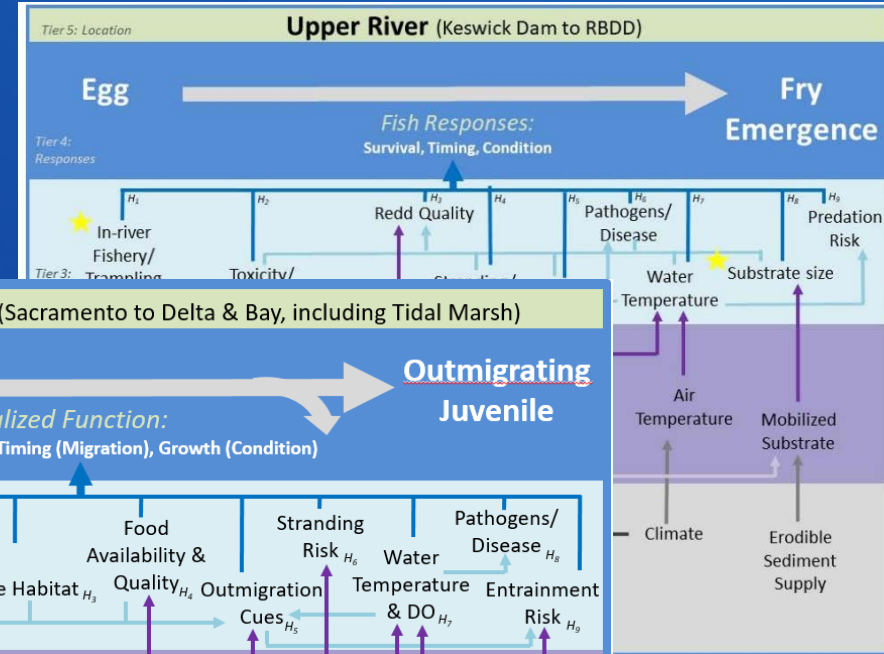 Tier 5: Location
Upper River (Keswick Dam to RBDD)
Egg
Fry
Emergence
Fish Responses:
Survival, Timing, Condition
Tier 4:
Responses
H1
H2
H3
H4
H5
H6
H7
H8
H9
In-river
Fishery/
Trampling
Redd Quality
Pathogens/
Disease
Predation
Risk
Tier 3:
Toxicity/
Stranding/
Water
Temperature
Substrate size
Air
Temperature
Mobilized
Substrate
Climate
Erodible
Sediment
Supply
(Sacramento to Delta & Bay, including Tidal Marsh)
Outmigrating
Juvenile
alized Function:
Timing (Migration), Growth (Condition)
e Habitat H3
Food
Availability &
Quality H4
Outmigration
Cues H5
Stranding
Risk H6
Water
Temperature
& DO H7
Pathogens/
Disease H8
Entrainment
Risk H9